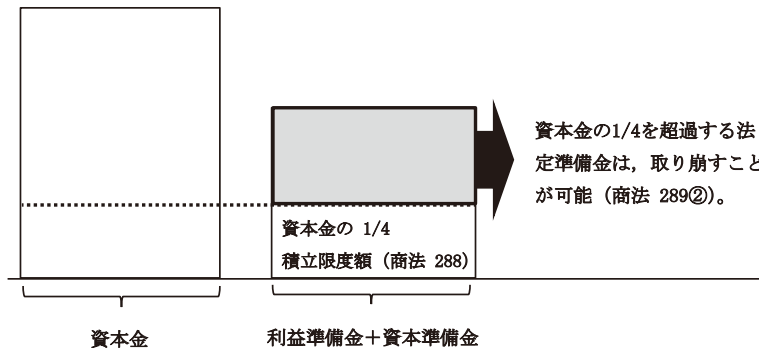 資本金の1/4を超過する法
定準備金は，取り崩すこと
が可能（商法 289②）。
資本金の 1/4
積立限度額（商法 288）
資本金
利益準備金＋資本準備金